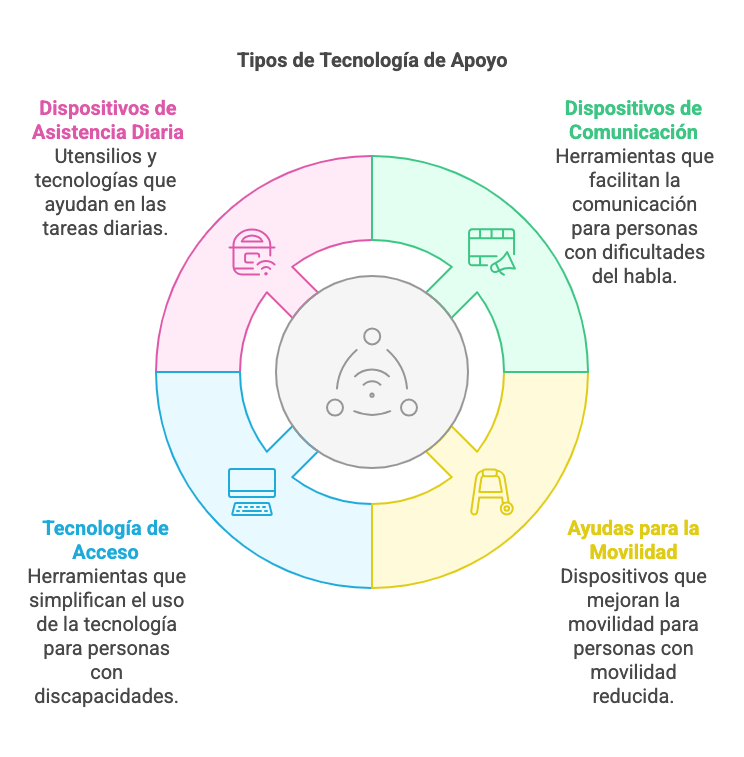 Tipos de Tecnología de Apoyo
Dispositivos de
Asistencia Diaria
Utensilios y
tecnologías que
ayudan en las
tareas diarias.
Dispositivos de
Comunicación
Herramientas que
facilitan la
comunicación
para personas
con dificultades
del habla.
Tecnología de
Acceso
Herramientas que
simplifican el uso
de la tecnología
para personas
con
discapacidades.
Ayudas para la
Movilidad
Dispositivos que
mejoran la
movilidad para
personas con
movilidad
reducida.